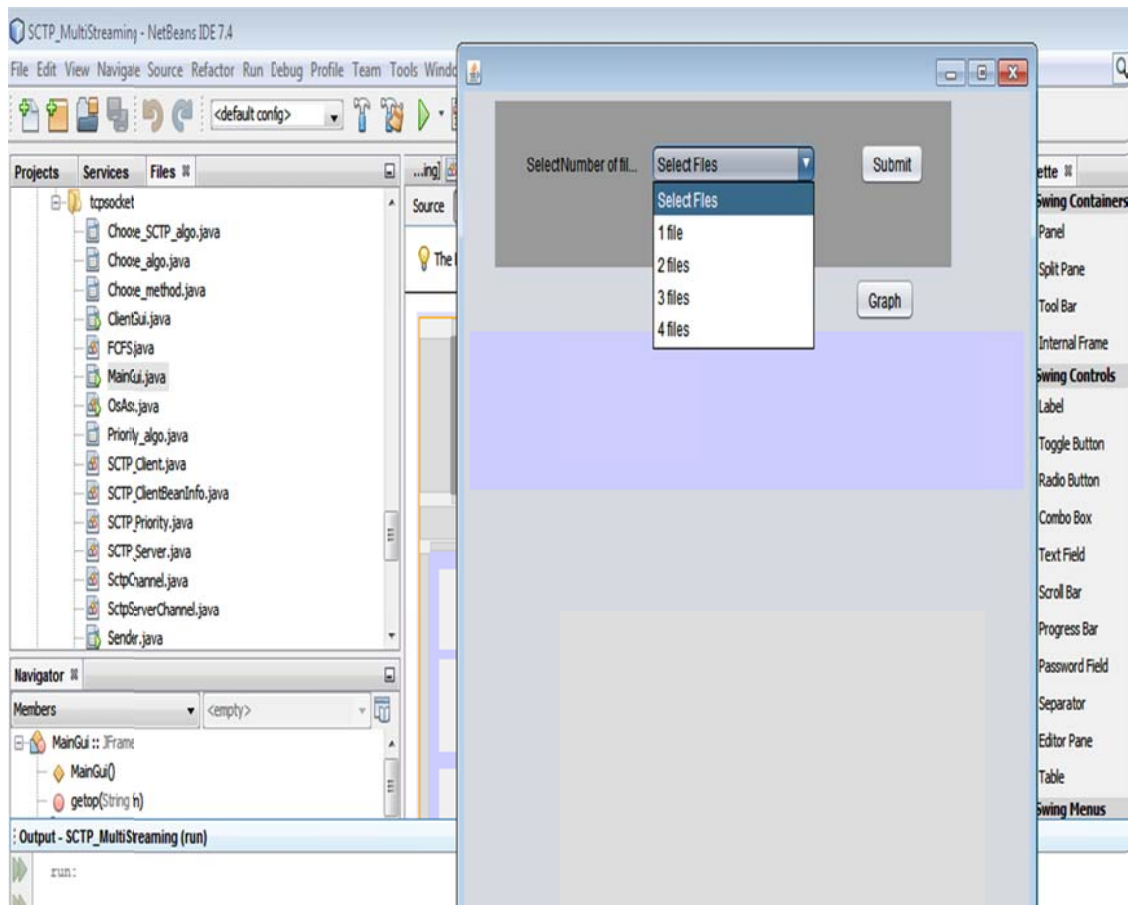 SCTP_MultiStreaming - NetBeans IDE 7.4
File Edit View Navigate Source Refactor Run Debug Profile Team Tools Windo
<default config>
Projects Services Files
tcpsocket
Choose_SCTP_algo.java
Choose_algo.java
Choose_method.java
ClientGui.java
FCFS.java
MainGui.java
OsAss.java
Priority_algo.java
SCTP_Client.java
SCTP_ClientBeanInfo.java
SCTP_Priority.java
SCTP_Server.java
SctpChannel.java
SctpServerChannel.java
Sender.java
Navigator
Members
<empty>
MainGui :: JFrame
MainGui()
getop(String h)
Output - SCTP_MultiStreaming (run)
run:
...ing]
Source
The
SelectNumber of fil...
Select Files
Submit
Select Files
1 file
2 files
3 files
4 files
Graph
ette
Swing Containers
Panel
Split Pane
Tool Bar
Internal Frame
Swing Controls
Label
Toggle Button
Radio Button
Combo Box
Text Field
Scroll Bar
Progress Bar
Password Field
Separator
Editor Pane
Table
Swing Menus